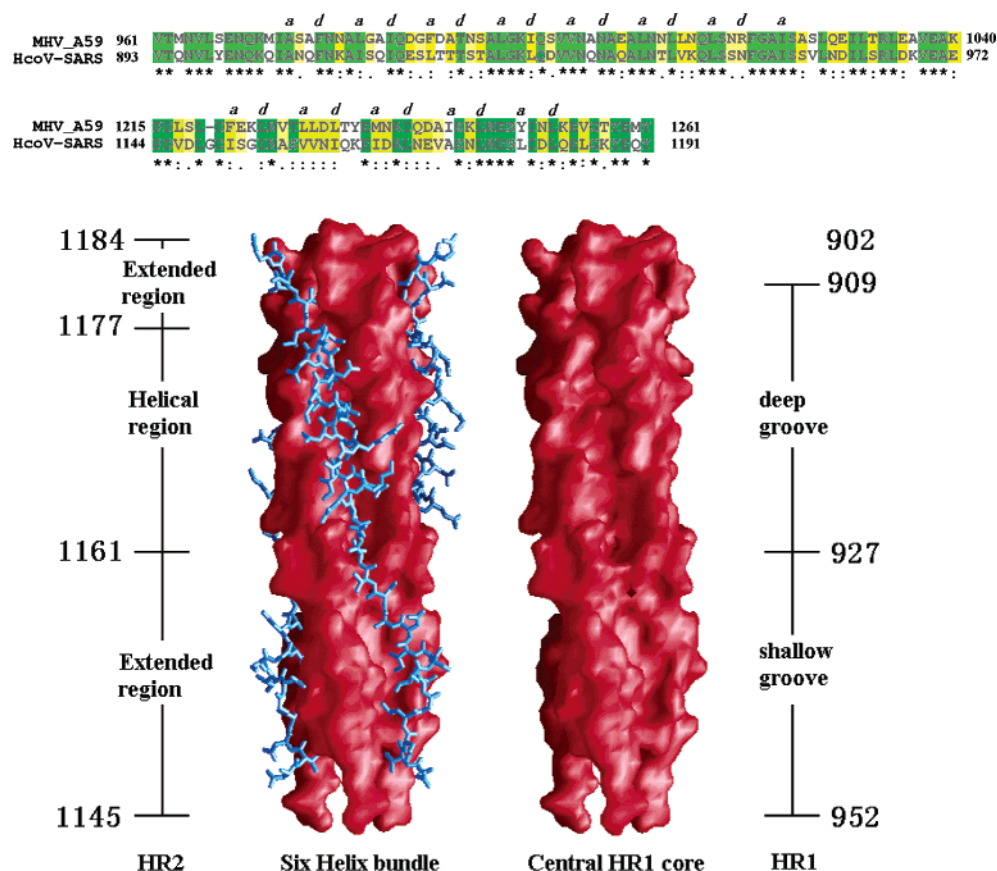 a d a d a d a d a d a d a d a
MHV_A59 961 VTMNVLSENQKMIASAFNNALGAIQDGFDATNSALGKIQSVVNANAEALNNLLNQLSNRFGAISASLQEILTRLEAVEAK 1040
HcoV-SARS 893 VTQNVLYENQKQIANQFNKAISQIQESLTTTSTALGKLQDVVNQNAQALNTLVKQLSSNFGAISSVLNDILSRLDKVEAE 972
a d a d a d a d a d
MHV_A59 1215 1261
HcoV-SARS 1144 1191
1184
Extended
region
1177
Helical
region
1161
Extended
region
1145
902
909
deep
groove
927
shallow
groove
952
HR2
Six Helix bundle
Central HR1 core
HR1